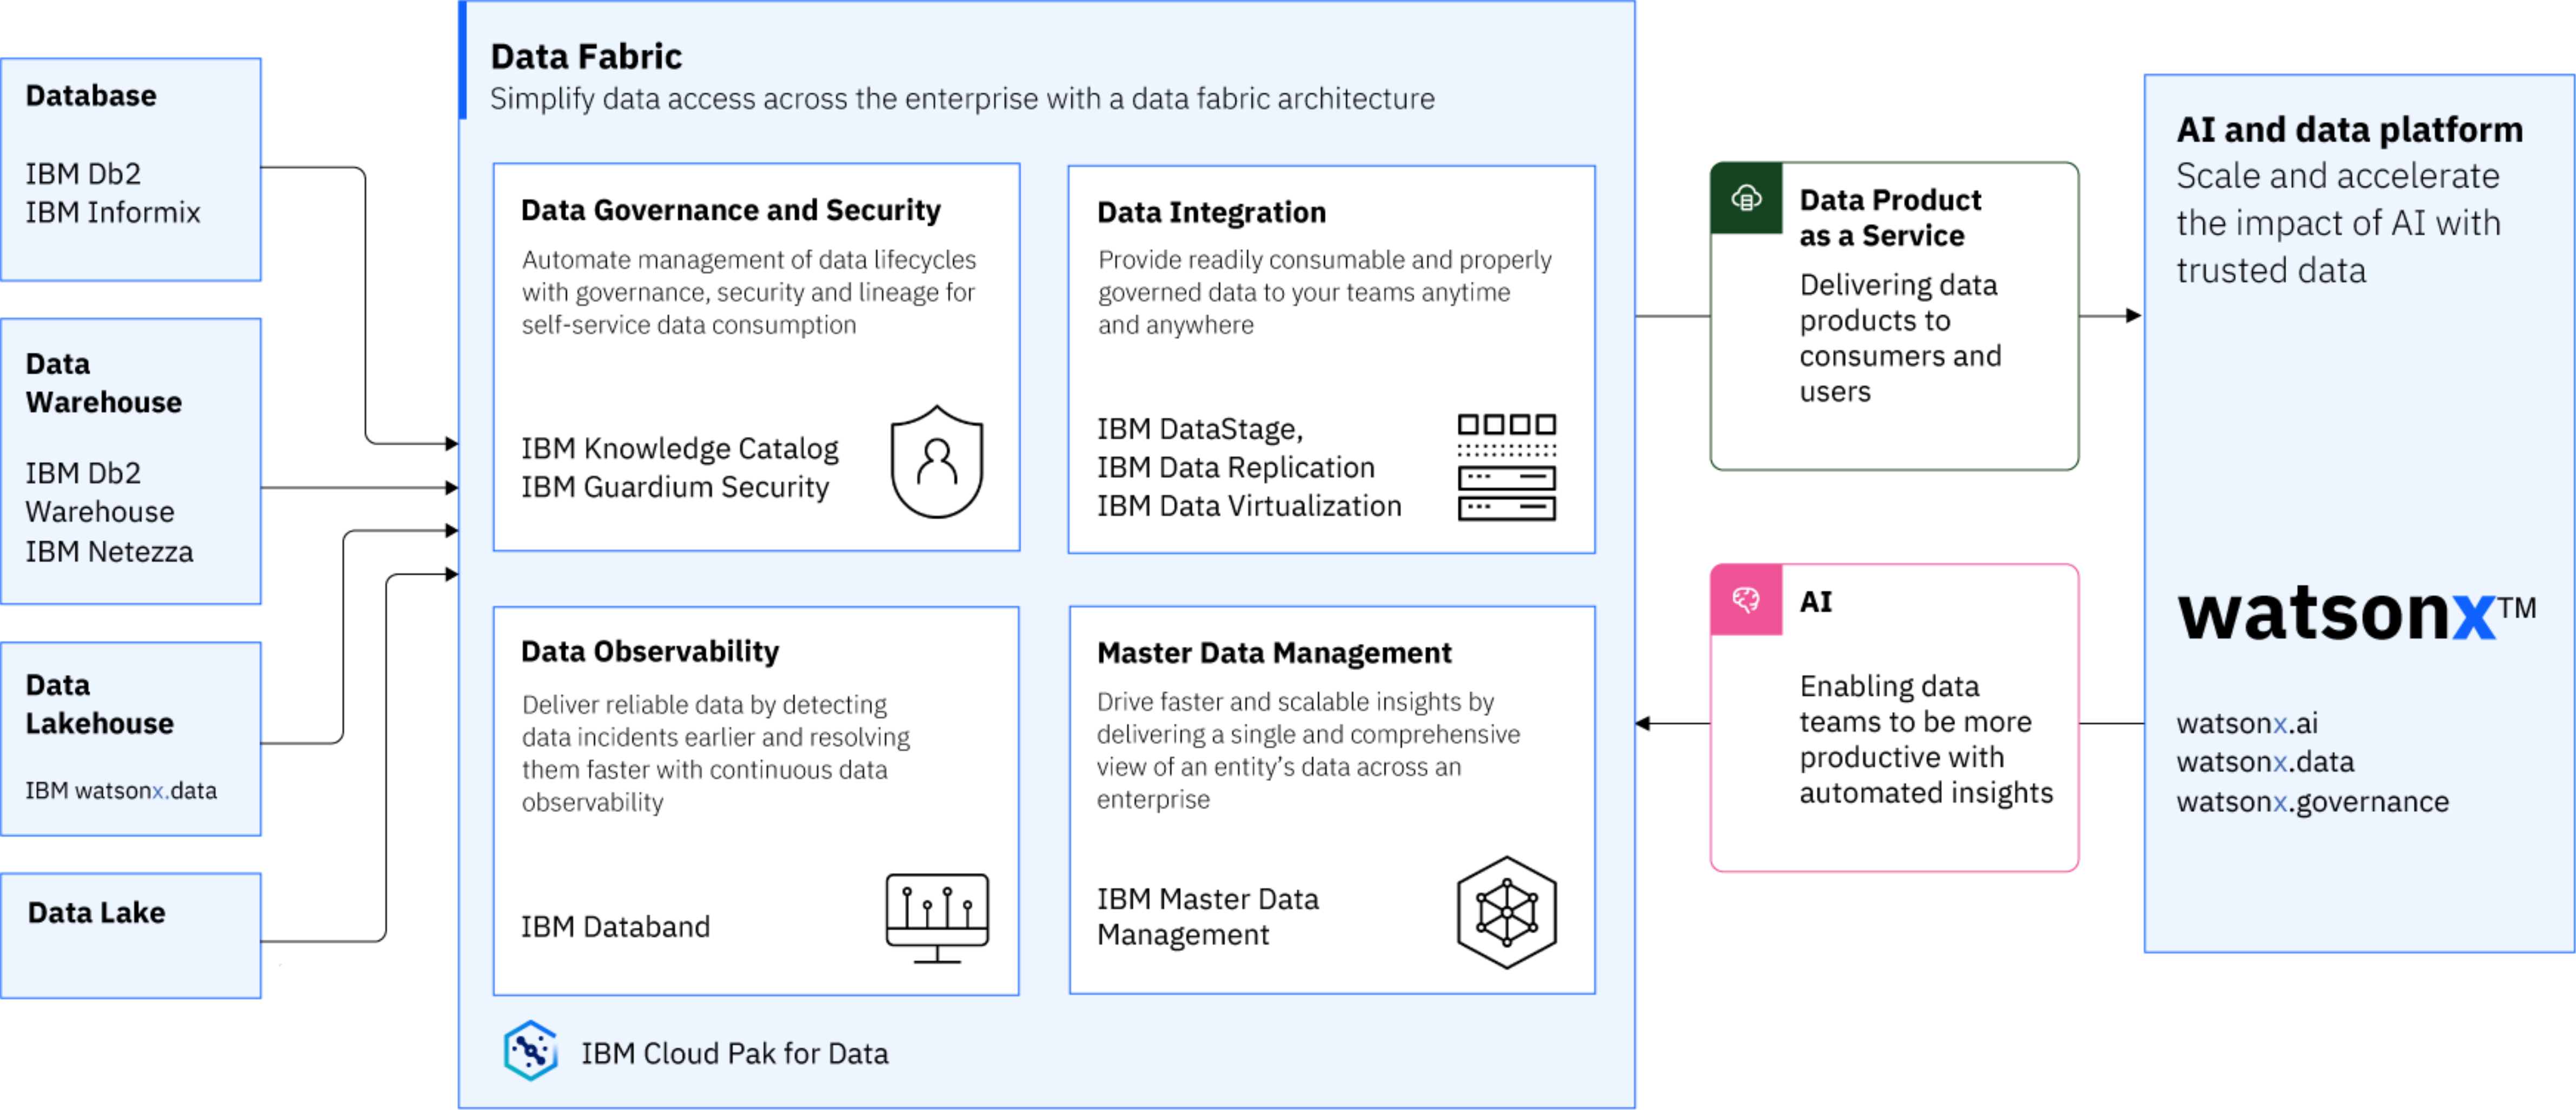 Database
IBM Db2
IBM Informix
Data
Warehouse
IBM Db2
Warehouse
IBM Netezza
Data
Lakehouse
IBM watsonx.data
Data Lake
Data Fabric
Simplify data access across the enterprise with a data fabric architecture
Data Governance and Security
Automate management of data lifecycles
with governance, security and lineage for
self-service data consumption
IBM Knowledge Catalog
IBM Guardium Security
Data Integration
Provide readily consumable and properly
governed data to your teams anytime
and anywhere
IBM DataStage,
IBM Data Replication
IBM Data Virtualization
Data Observability
Deliver reliable data by detecting
data incidents earlier and resolving
them faster with continuous data
observability
IBM Databand
Master Data Management
Drive faster and scalable insights by
delivering a single and comprehensive
view of an entity’s data across an
enterprise
IBM Master Data
Management
IBM Cloud Pak for Data
Data Product
as a Service
Delivering data
products to
consumers and
users
AI
Enabling data
teams to be more
productive with
automated insights
AI and data platform
Scale and accelerate
the impact of AI with
trusted data
watsonx™
watsonx.ai
watsonx.data
watsonx.governance